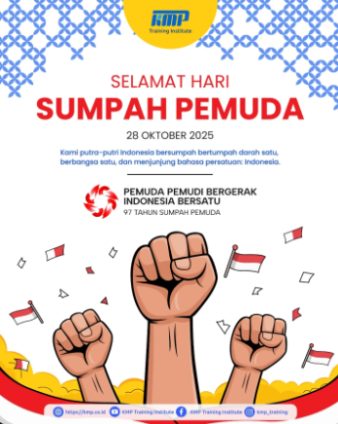 KMP
Training Institute
SELAMAT HARI
SUMPAH PEMUDA
28 OKTOBER 2025
Kami putra-putri Indonesia bersumpah bertumpah darah satu,
berbangsa satu, dan menjunjung bahasa persatuan: Indonesia.
PEMUDA PEMUDI BERGERAK
INDONESIA BERSATU
97 TAHUN SUMPAH PEMUDA
https://kmp.co.id KMP Training Institute KMP Training Institute kmp_training